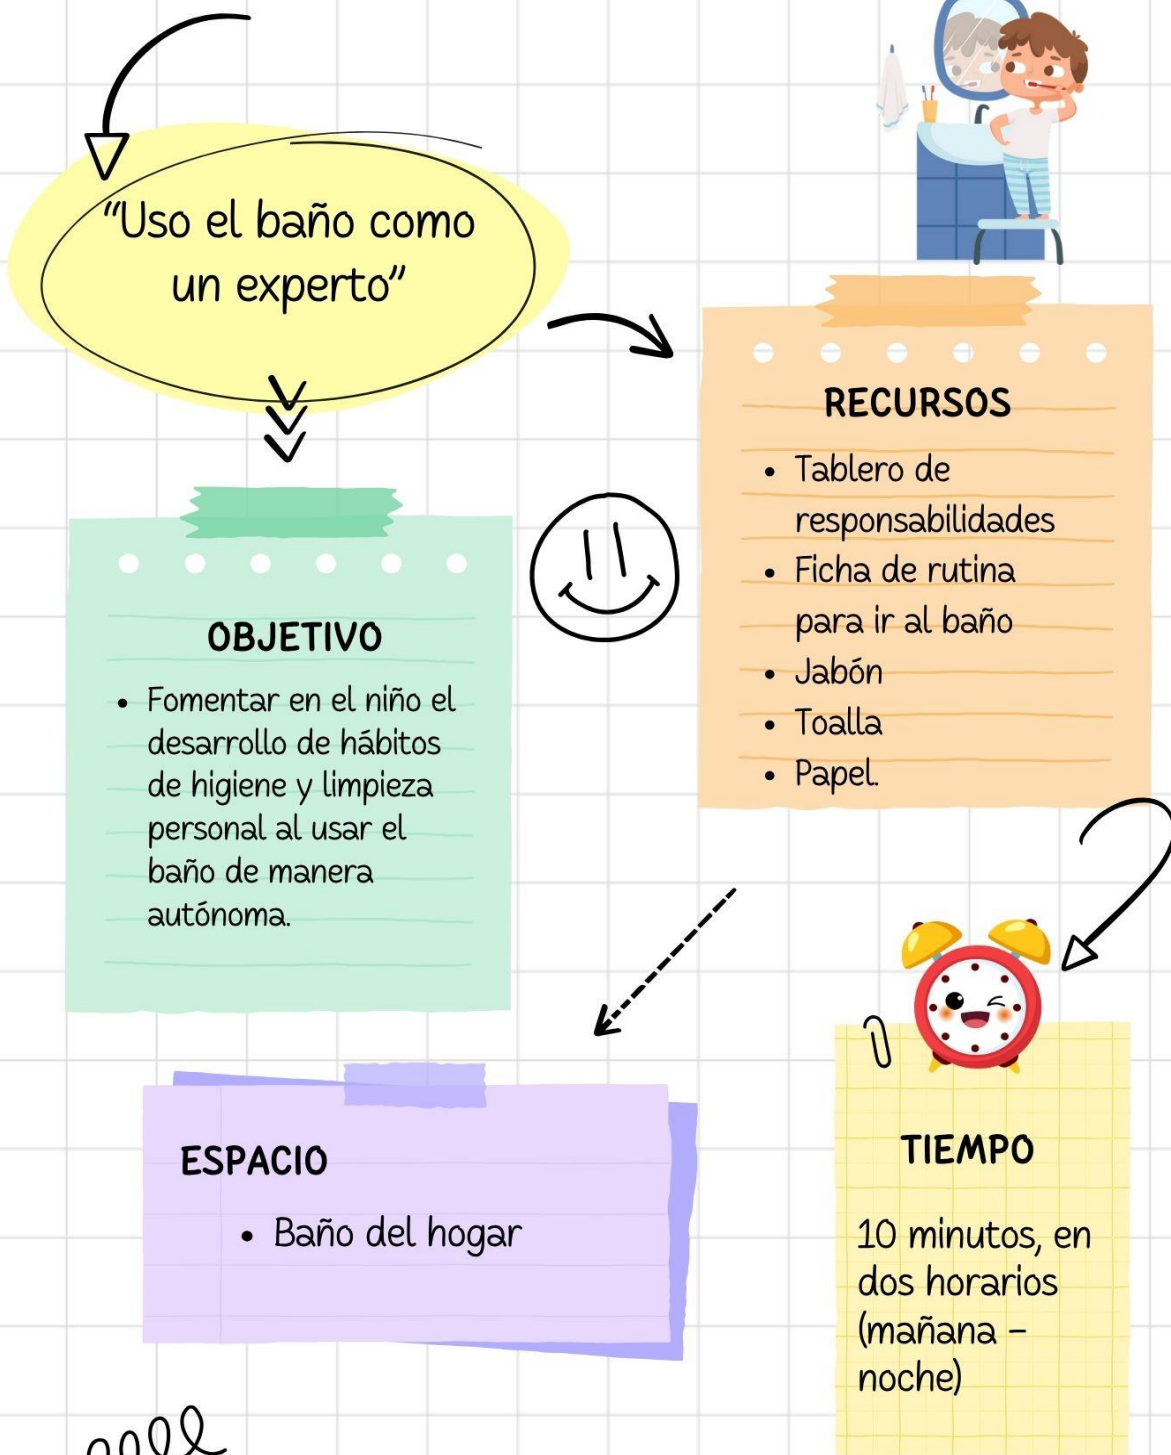 “Uso el baño como
un experto”
RECURSOS
• Tablero de
responsabilidades
• Ficha de rutina
para ir al baño
• Jabón
• Toalla
• Papel.
OBJETIVO
• Fomentar en el niño el
desarrollo de hábitos
de higiene y limpieza
personal al usar el
baño de manera
autónoma.
ESPACIO
• Baño del hogar
TIEMPO
10 minutos, en
dos horarios
(mañana –
noche)